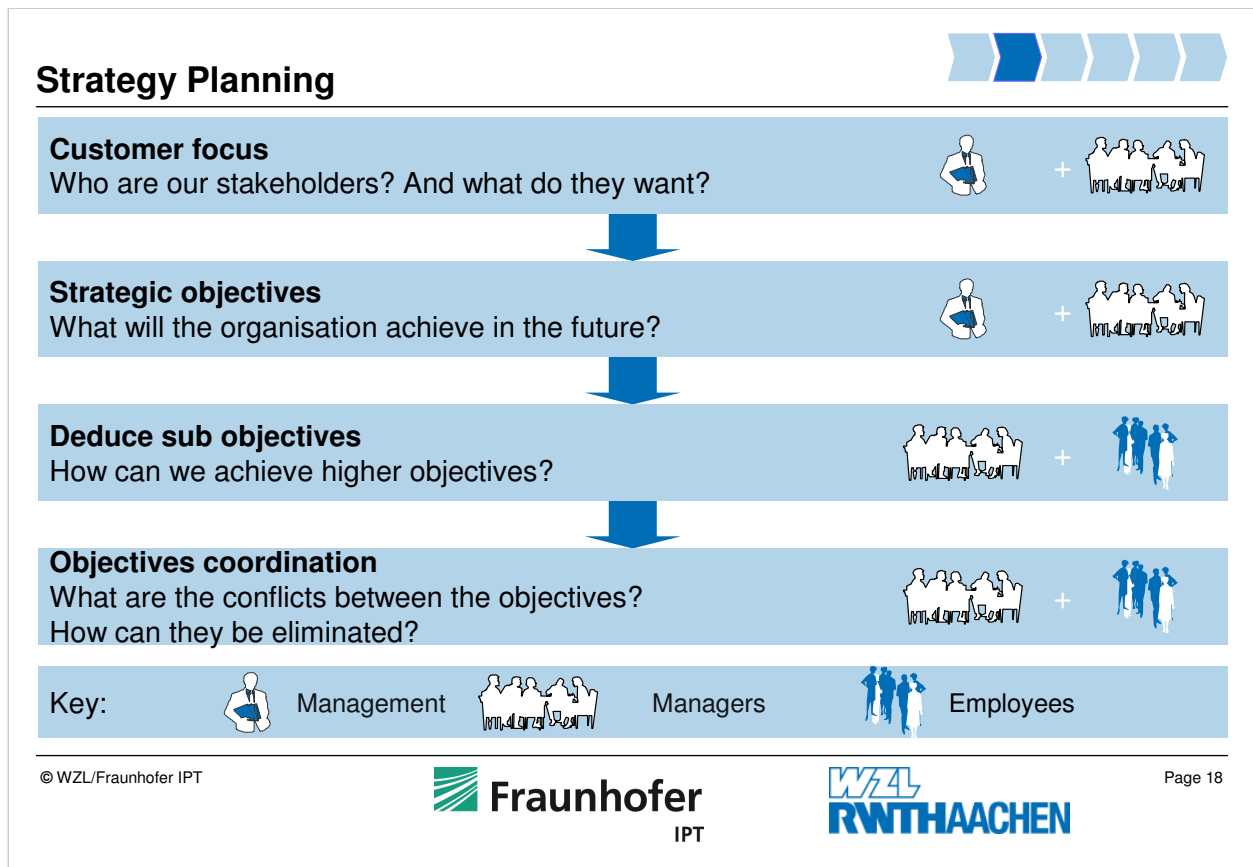 Strategy Planning
Customer focus
Who are our stakeholders? And what do they want?
+
Strategic objectives
What will the organisation achieve in the future?
+
Deduce sub objectives
How can we achieve higher objectives?
+
Objectives coordination
What are the conflicts between the objectives?
How can they be eliminated?
+
Key: Management Managers Employees
© WZL/Fraunhofer IPT
Fraunhofer
IPT
WZL
RWTHAACHEN
Page 18